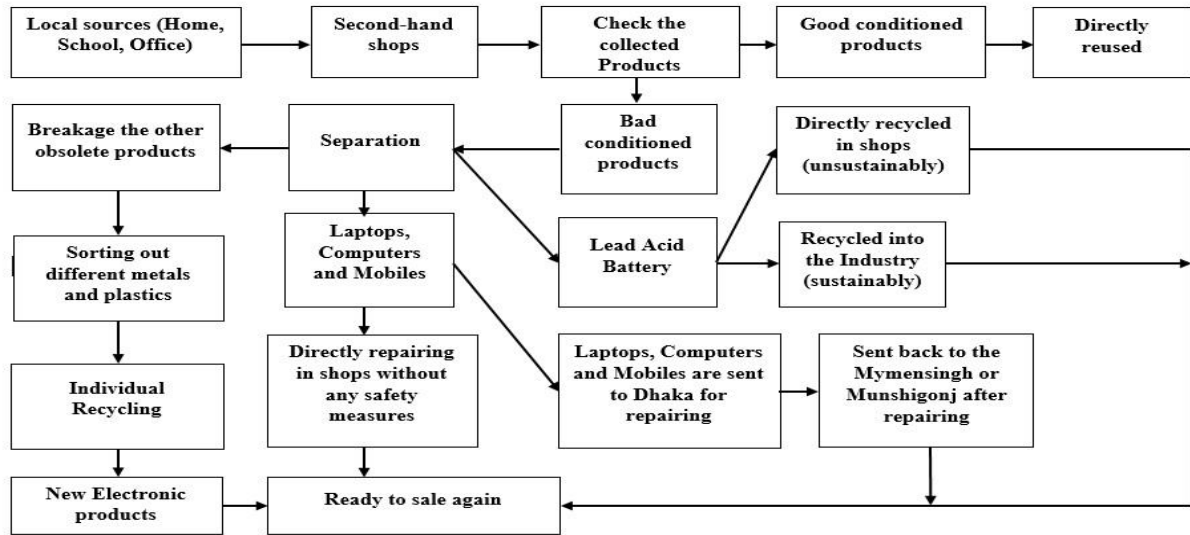 Local sources (Home,
School, Office)
Second-hand
shops
Check the
collected
Products
Good conditioned
products
Directly
reused
Breakage the other
obsolete products
Separation
Bad
conditioned
products
Directly recycled
in shops
(unsustainably)
Sorting out
different metals
and plastics
Laptops,
Computers
and Mobiles
Lead Acid
Battery
Recycled into
the Industry
(sustainably)
Individual
Recycling
Directly repairing
in shops without
any safety
measures
Laptops, Computers
and Mobiles are sent
to Dhaka for
repairing
Sent back to the
Mymensingh or
Munshigonj after
repairing
New Electronic
products
Ready to sale again